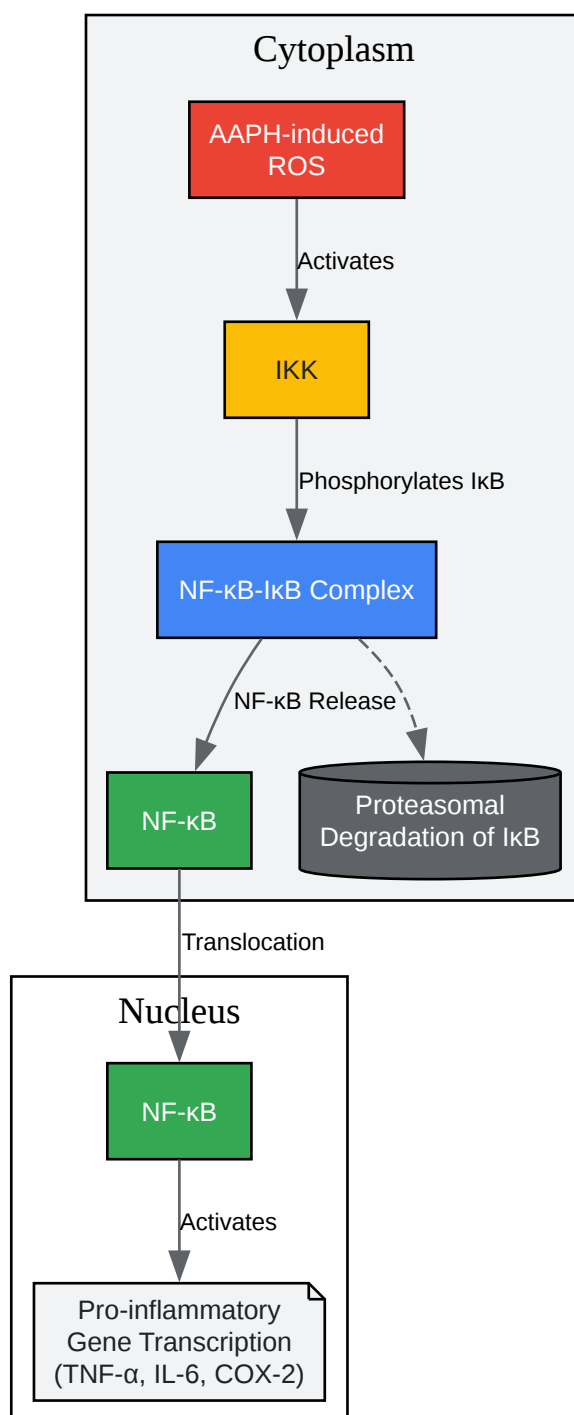 Cytoplasm
AAPH-induced
ROS
Activates
IKK
Phosphorylates IκB
NF-κB-IκB Complex
NF-κB Release
NF-κB
Proteasomal
Degradation of IκB
Translocation
Nucleus
NF-κB
Activates
Pro-inflammatory
Gene Transcription
(TNF-α, IL-6, COX-2)